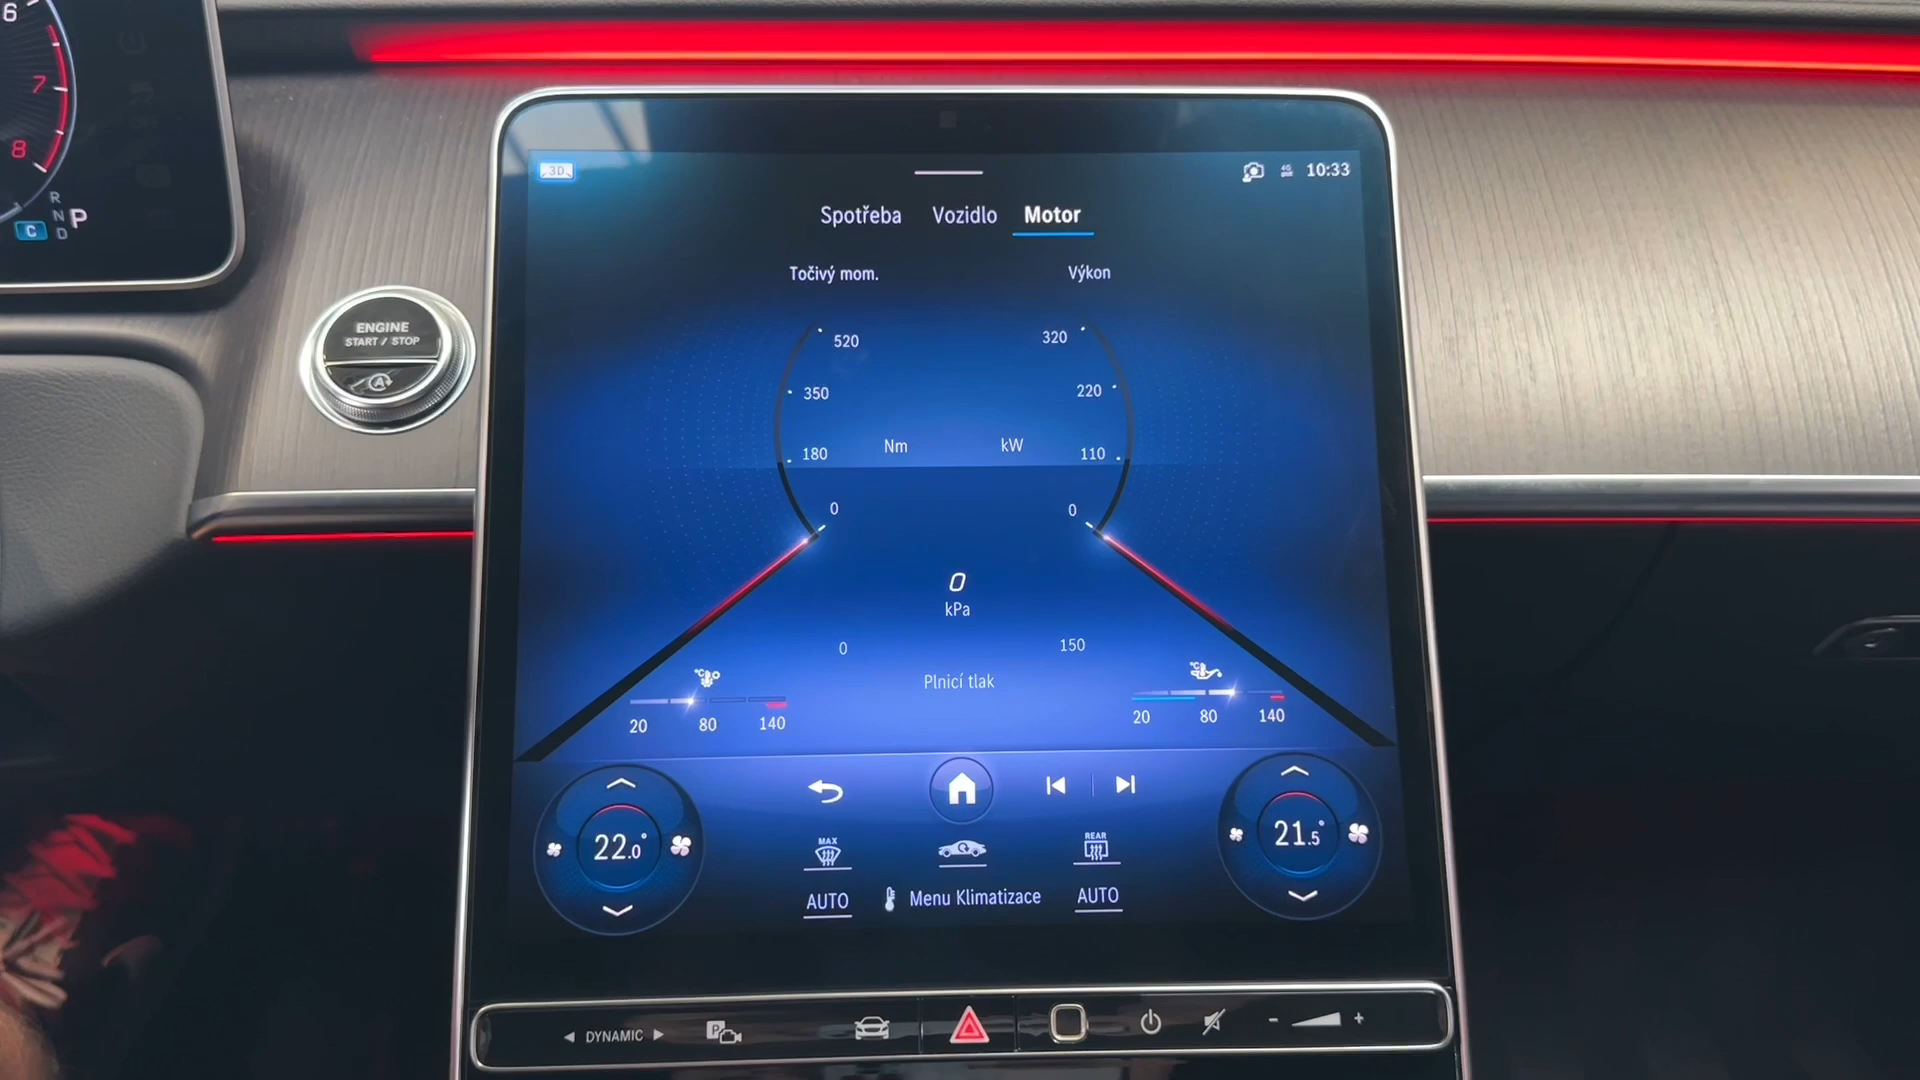 6
7
8
R
N P
C D
ENGINE
START / STOP
A
3D
4G 10:33
Spotřeba Vozidlo Motor
Točivý mom. Výkon
520 320
350 220
180 Nm kW 110
0 0
0
kPa
0 150
Plnicí tlak
°C °C
20 80 140 20 80 140
22.0° 21.5°
MAX REAR
AUTO Menu Klimatizace AUTO
◄ DYNAMIC ► P - +